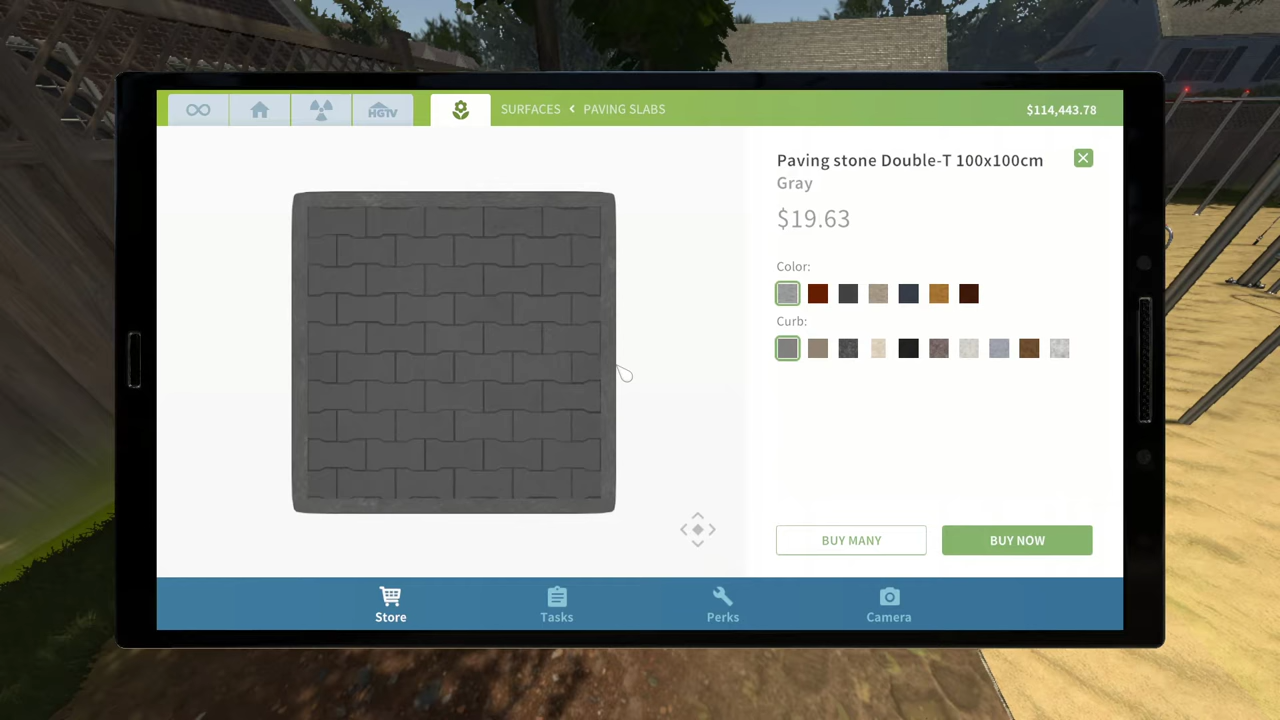 HGTV
SURFACES < PAVING SLABS
$114,443.78
Paving stone Double-T 100x100cm
Gray
$19.63
Color:
Curb:
BUY MANY
BUY NOW
Store
Tasks
Perks
Camera